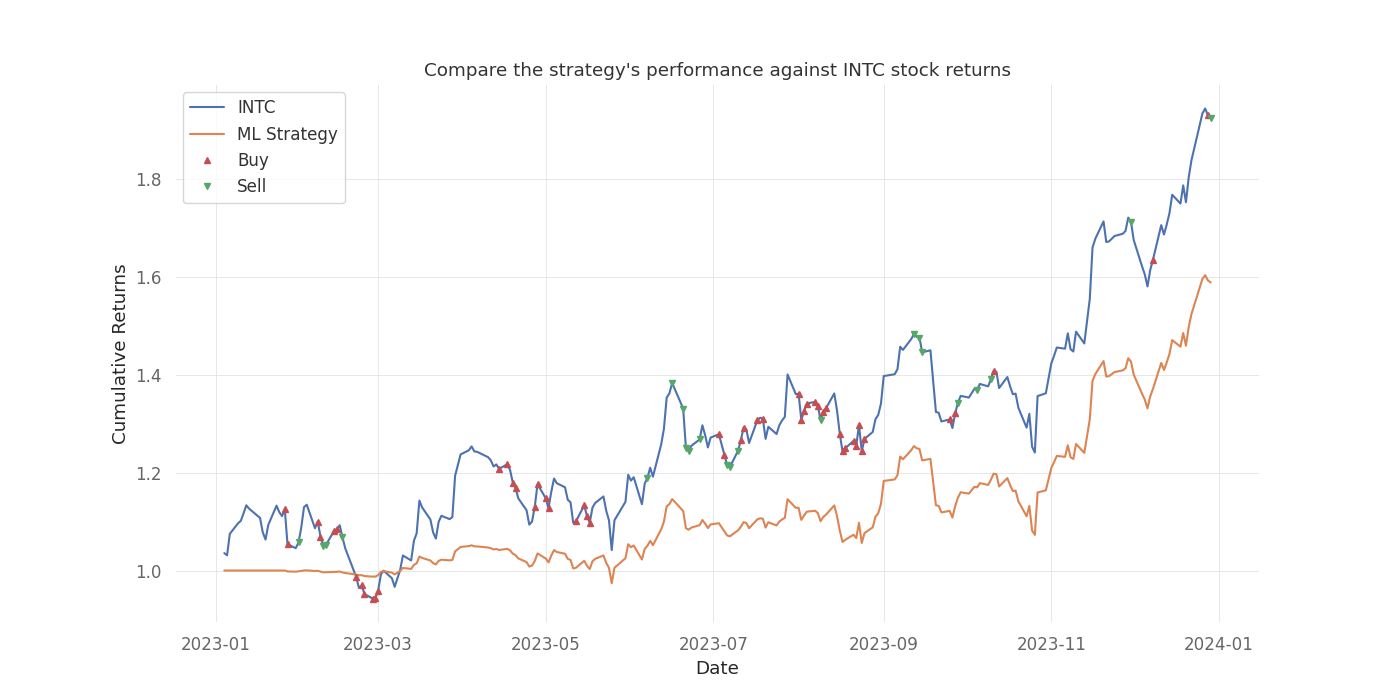 Compare the strategy's performance against INTC stock returns
INTC
ML Strategy
Buy
Sell
Cumulative Returns
1.8
1.6
1.4
1.2
1.0
2023-01 2023-03 2023-05 2023-07 2023-09 2023-11 2024-01
Date